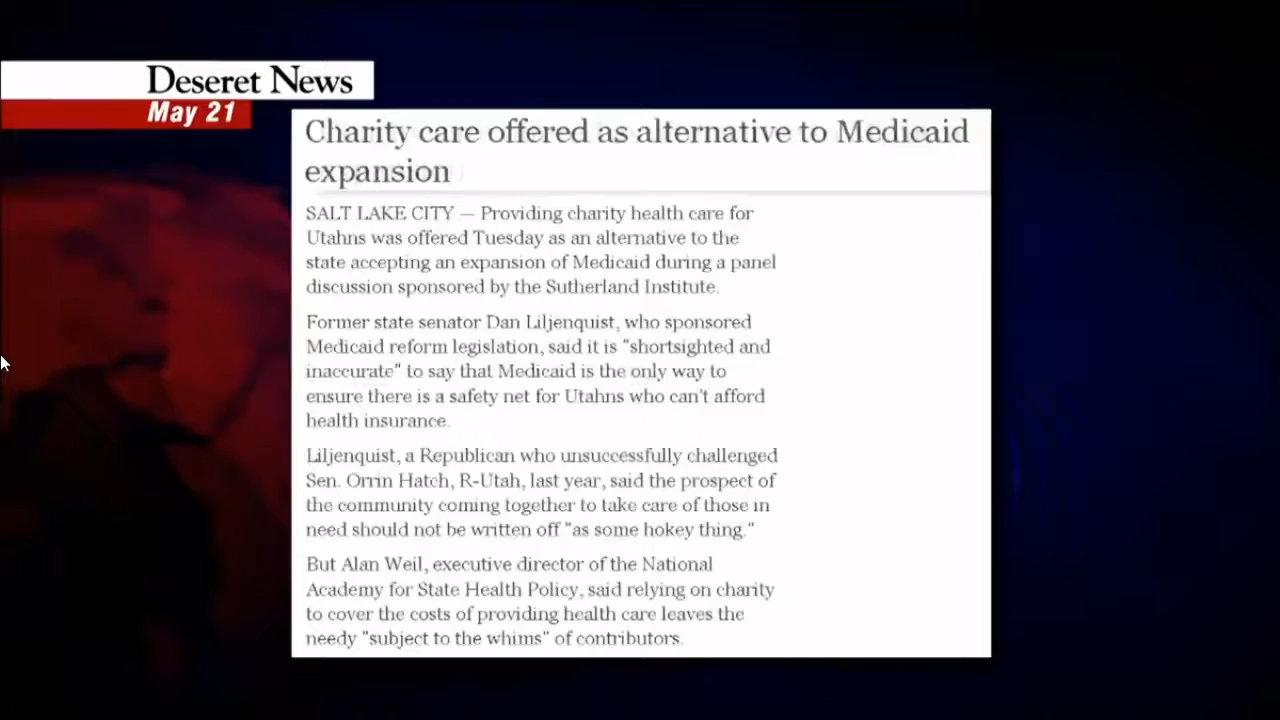 Deseret News
May 21
Charity care offered as alternative to Medicaid
expansion
SALT LAKE CITY — Providing charity health care for
Utahns was offered Tuesday as an alternative to the
state accepting an expansion of Medicaid during a panel
discussion sponsored by the Sutherland Institute.
Former state senator Dan Liljenquist, who sponsored
Medicaid reform legislation, said it is "shortsighted and
inaccurate" to say that Medicaid is the only way to
ensure there is a safety net for Utahns who can't afford
health insurance.
Liljenquist, a Republican who unsuccessfully challenged
Sen. Orrin Hatch, R-Utah, last year, said the prospect of
the community coming together to take care of those in
need should not be written off "as some hokey thing."
But Alan Weil, executive director of the National
Academy for State Health Policy, said relying on charity
to cover the costs of providing health care leaves the
needy "subject to the whims" of contributors.